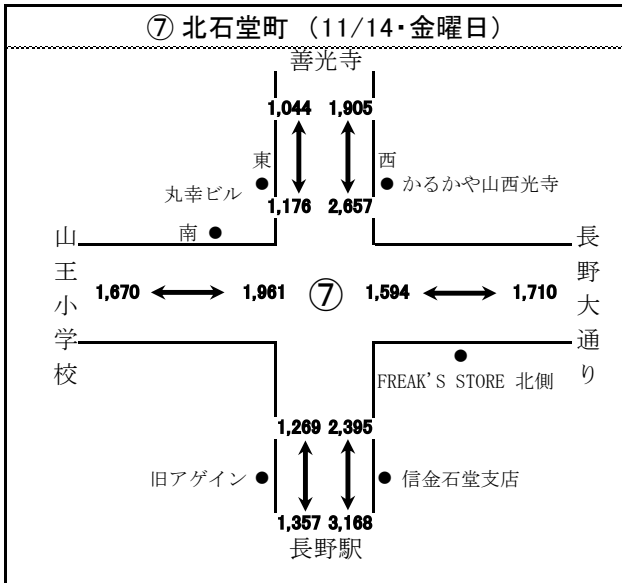 ⑦ 北石堂町 （11/14・金曜日）
善光寺
1,044 1,905
東 西
丸幸ビル ● ● かるかや山西光寺
1,176 2,657
南 ●
山王小学校
1,670 1,961 ⑦ 1,594 1,710
長野大通り
FREAK'S STORE 北側
1,269 2,395
旧アゲイン ● ● 信金石堂支店
1,357 3,168
長野駅